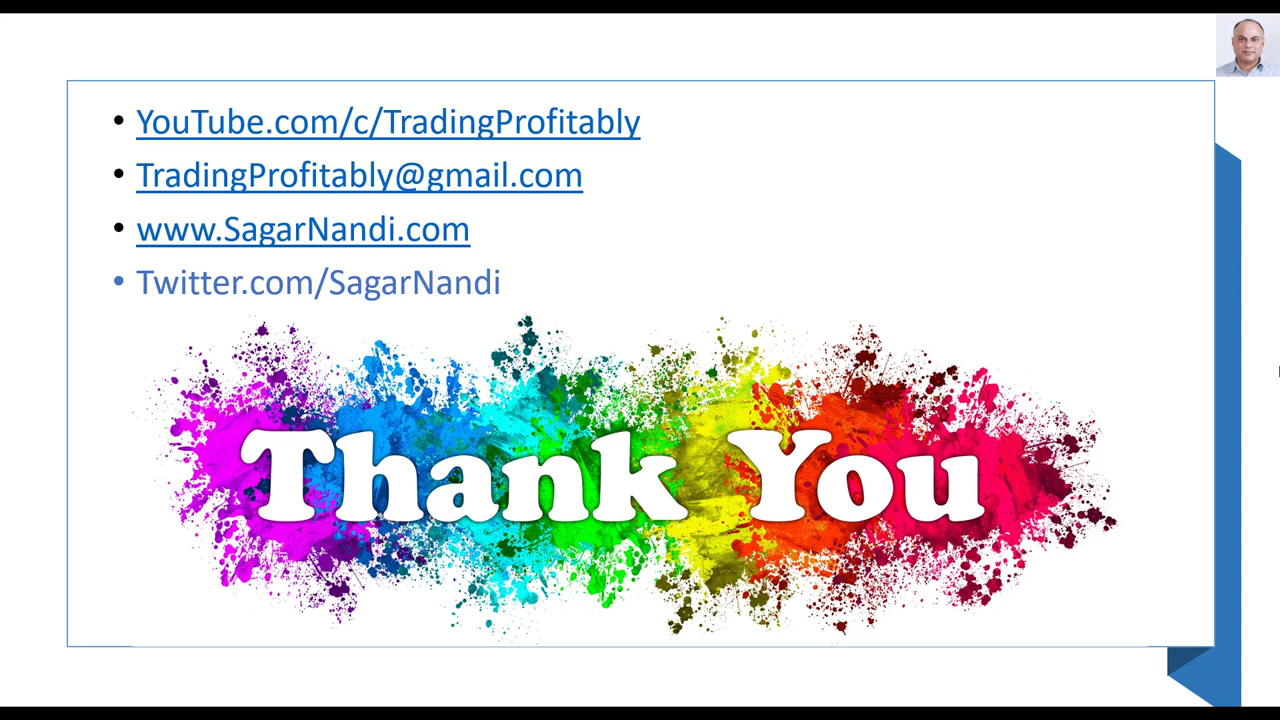 • YouTube.com/c/TradingProfitably
• TradingProfitably@gmail.com
• www.SagarNandi.com
• Twitter.com/SagarNandi
Thank You